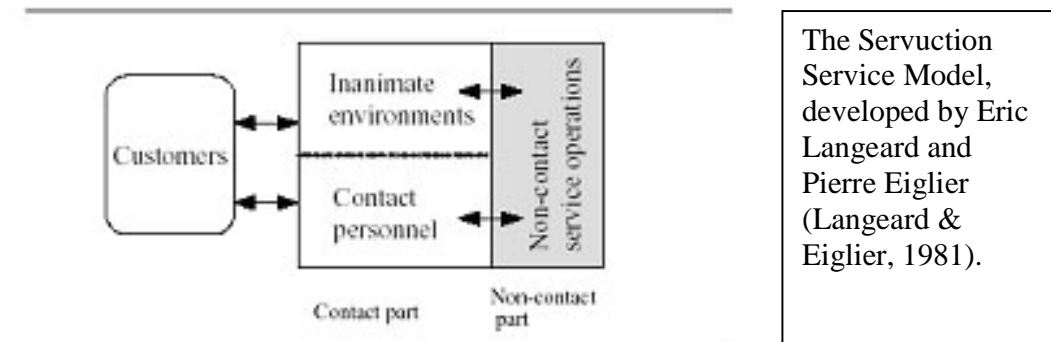 Customers
Inanimate
environments
Contact
personnel
Non-contact
service operations
Contact part
Non-contact
part
The Servuction
Service Model,
developed by Eric
Langeard and
Pierre Eiglier
(Langeard &
Eiglier, 1981).